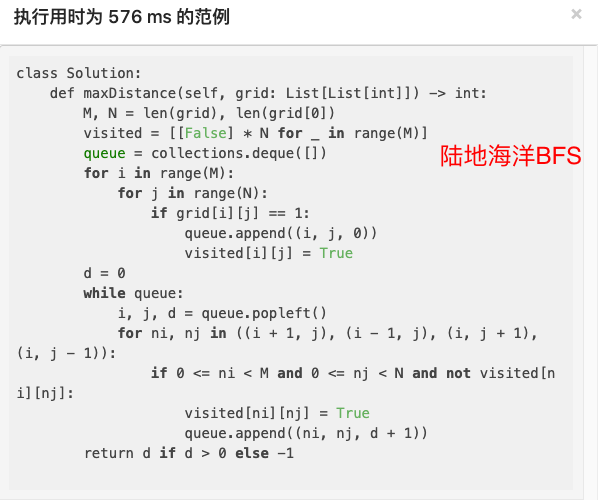 执行用时为 576 ms 的范例
×
class Solution:
    def maxDistance(self, grid: List[List[int]]) -> int:
        M, N = len(grid), len(grid[0])
        visited = [[False] * N for _ in range(M)]
        queue = collections.deque([])
陆地海洋BFS
        for i in range(M):
            for j in range(N):
                if grid[i][j] == 1:
                    queue.append((i, j, 0))
                    visited[i][j] = True
        d = 0
        while queue:
            i, j, d = queue.popleft()
            for ni, nj in ((i + 1, j), (i - 1, j), (i, j + 1),
(i, j - 1)):
                if 0 <= ni < M and 0 <= nj < N and not visited[n
i][nj]:
                    visited[ni][nj] = True
                    queue.append((ni, nj, d + 1))
        return d if d > 0 else -1